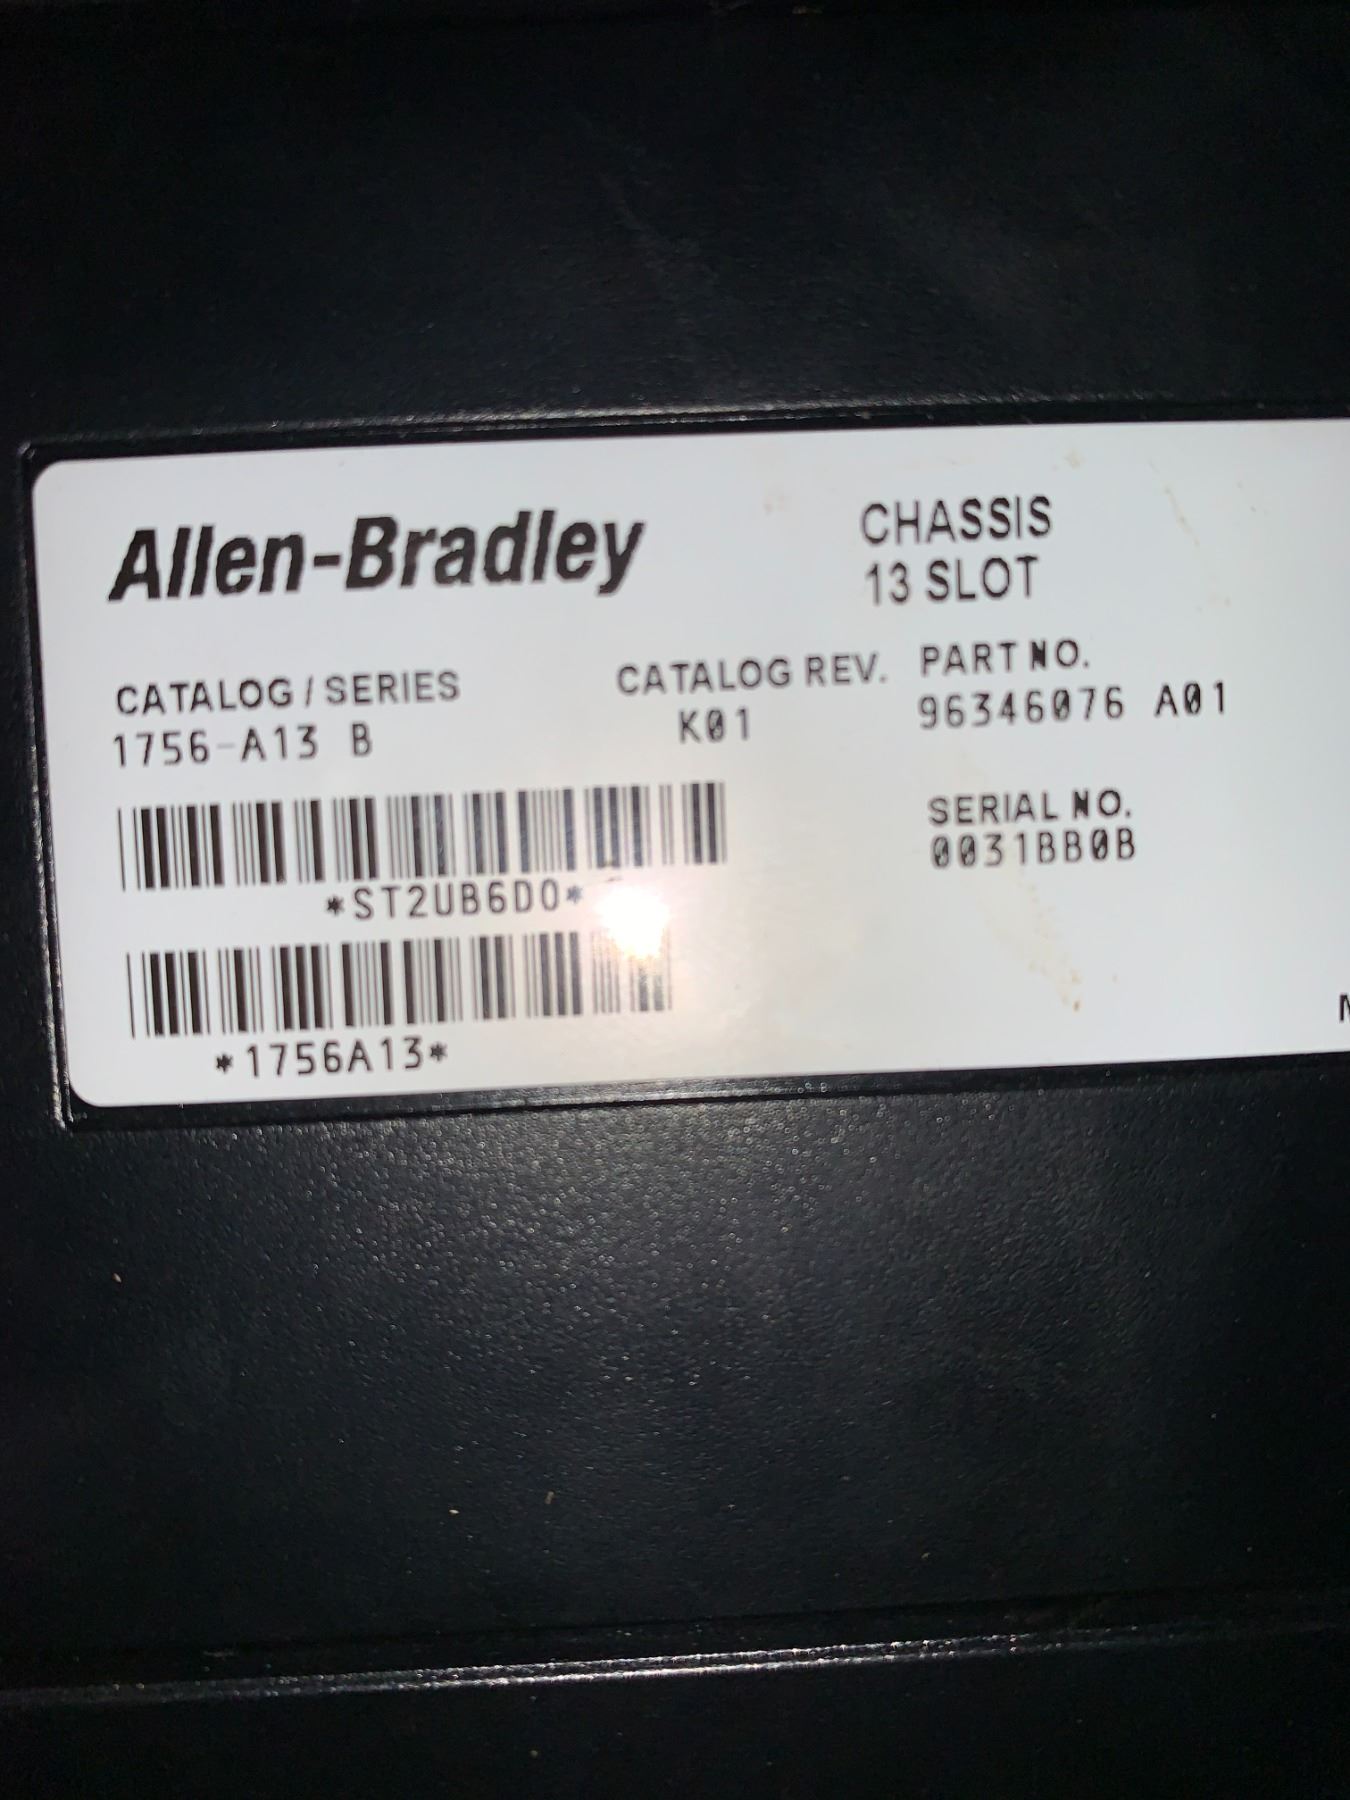 Allen-Bradley
CHASSIS
13 SLOT
CATALOG / SERIES
1756-A13 B
CATALOG REV.
K01
PART NO.
96346076 A01
SERIAL NO.
0031BB0B
*ST2UB6D0*
*1756A13*